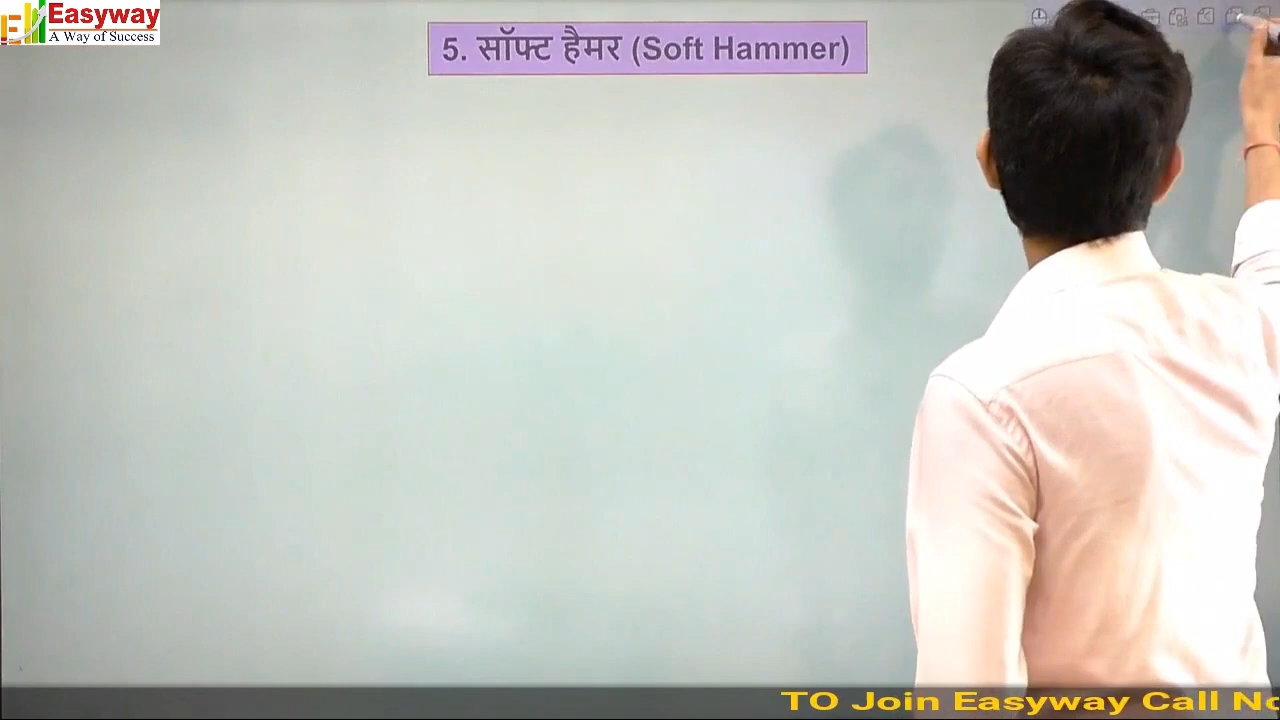 Easyway
A Way of Success
5. सॉफ्ट हैमर (Soft Hammer)
TO Join Easyway Call No